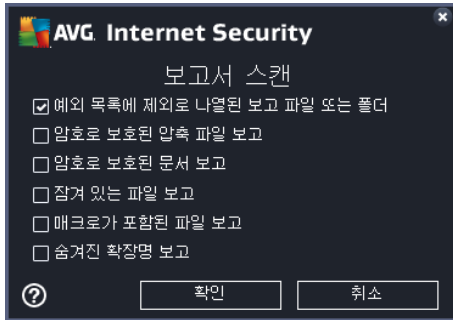 AVG Internet Security
보고서 스캔
예외 목록에 제외로 나열된 보고 파일 또는 폴더
암호로 보호된 압축 파일 보고
암호로 보호된 문서 보고
잠겨 있는 파일 보고
매크로가 포함된 파일 보고
숨겨진 확장명 보고
? 확인 취소